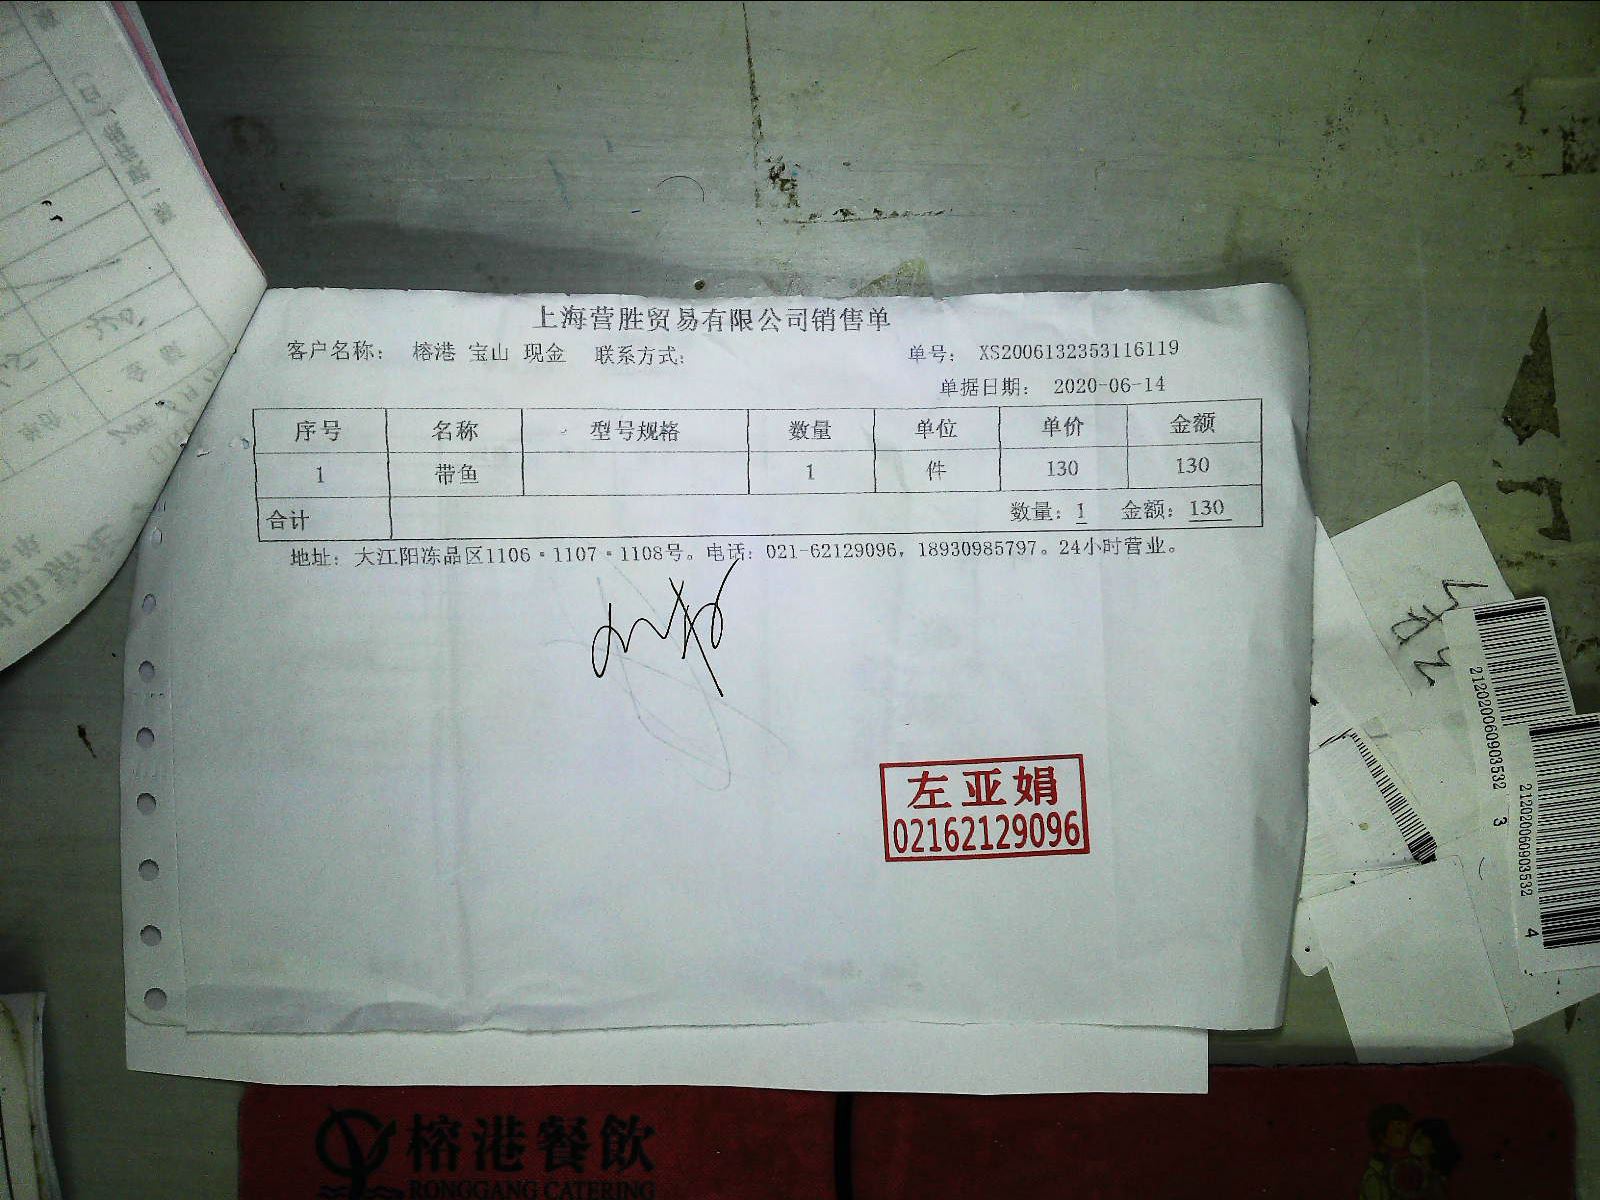 上海营胜贸易有限公司销售单
客户名称： 榕港 宝山 现金 联系方式： 单号： XS2006132353116119
单据日期： 2020-06-14
序号 名称 型号规格 数量 单位 单价 金额
1 带鱼 1 件 130 130
合计 数量：1 金额：130
地址：大江阳冻品区1106·1107·1108号。电话：021-62129096，18930985797。24小时营业。
左亚娟
02162129096
2120200609035323
2120200609035324
榕港餐飲
RONGGANG CATERING